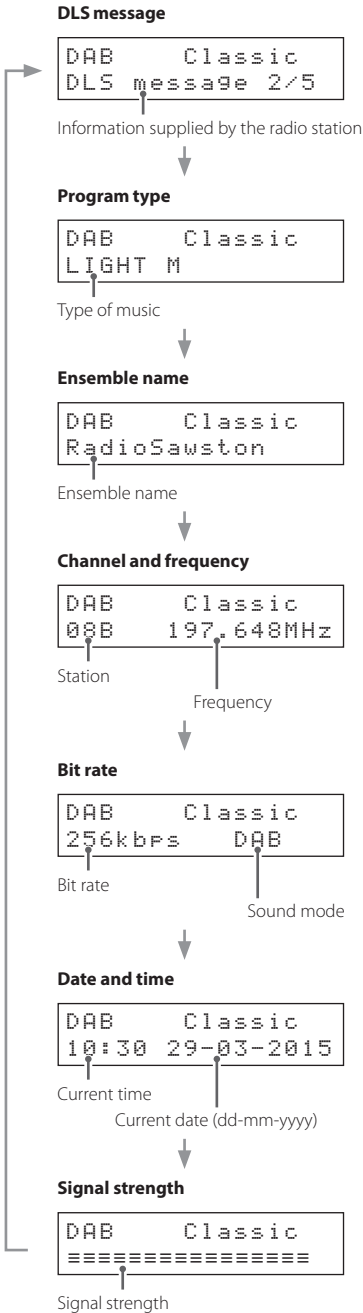 DLS message
DAB Classic
DLS message 2/5
Information supplied by the radio station
Program type
DAB Classic
LIGHT M
Type of music
Ensemble name
DAB Classic
RadioSawston
Ensemble name
Channel and frequency
DAB Classic
08B 197.648MHz
Station
Frequency
Bit rate
DAB Classic
256kbps DAB
Bit rate
Sound mode
Date and time
DAB Classic
10:30 29-03-2015
Current time
Current date (dd-mm-yyyy)
Signal strength
DAB Classic
Signal strength